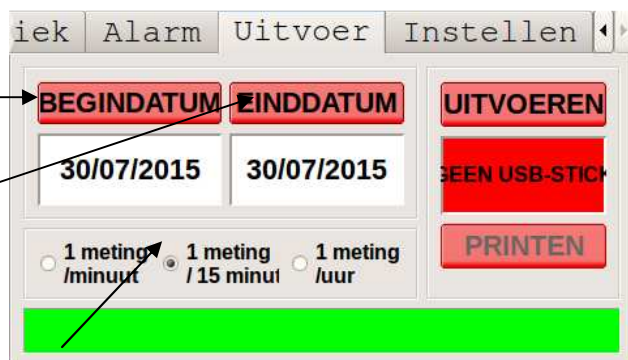 iek Alarm Uitvoer Instellen
BEGINDATUM EINDDATUM UITVOEREN
30/07/2015 30/07/2015 GEEN USB-STICK
PRINTEN
1 meting 1 meting 1 meting
/minuut / 15 minut /uur